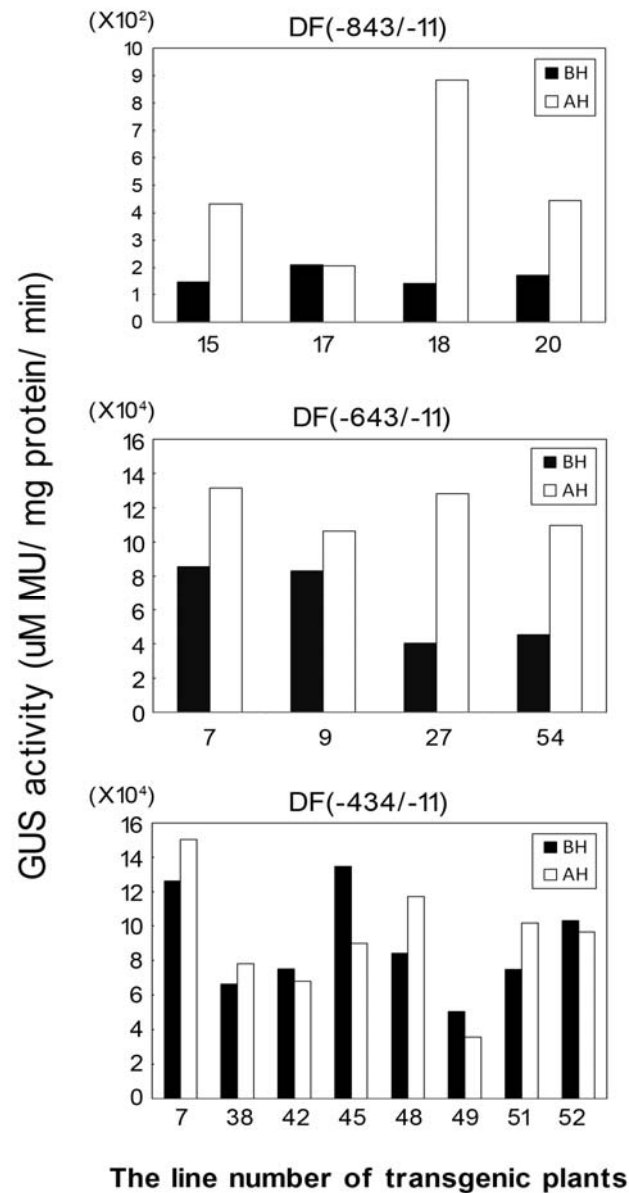 GUS activity (uM MU/ mg protein/ min)
(X10²)
DF(-843/-11)
10
9
8
7
6
5
4
3
2
1
0
BH
AH
15 17 18 20
(X10⁴)
DF(-643/-11)
16
14
12
10
8
6
4
2
0
BH
AH
7 9 27 54
(X10⁴)
DF(-434/-11)
16
14
12
10
8
6
4
2
0
BH
AH
7 38 42 45 48 49 51 52
The line number of transgenic plants